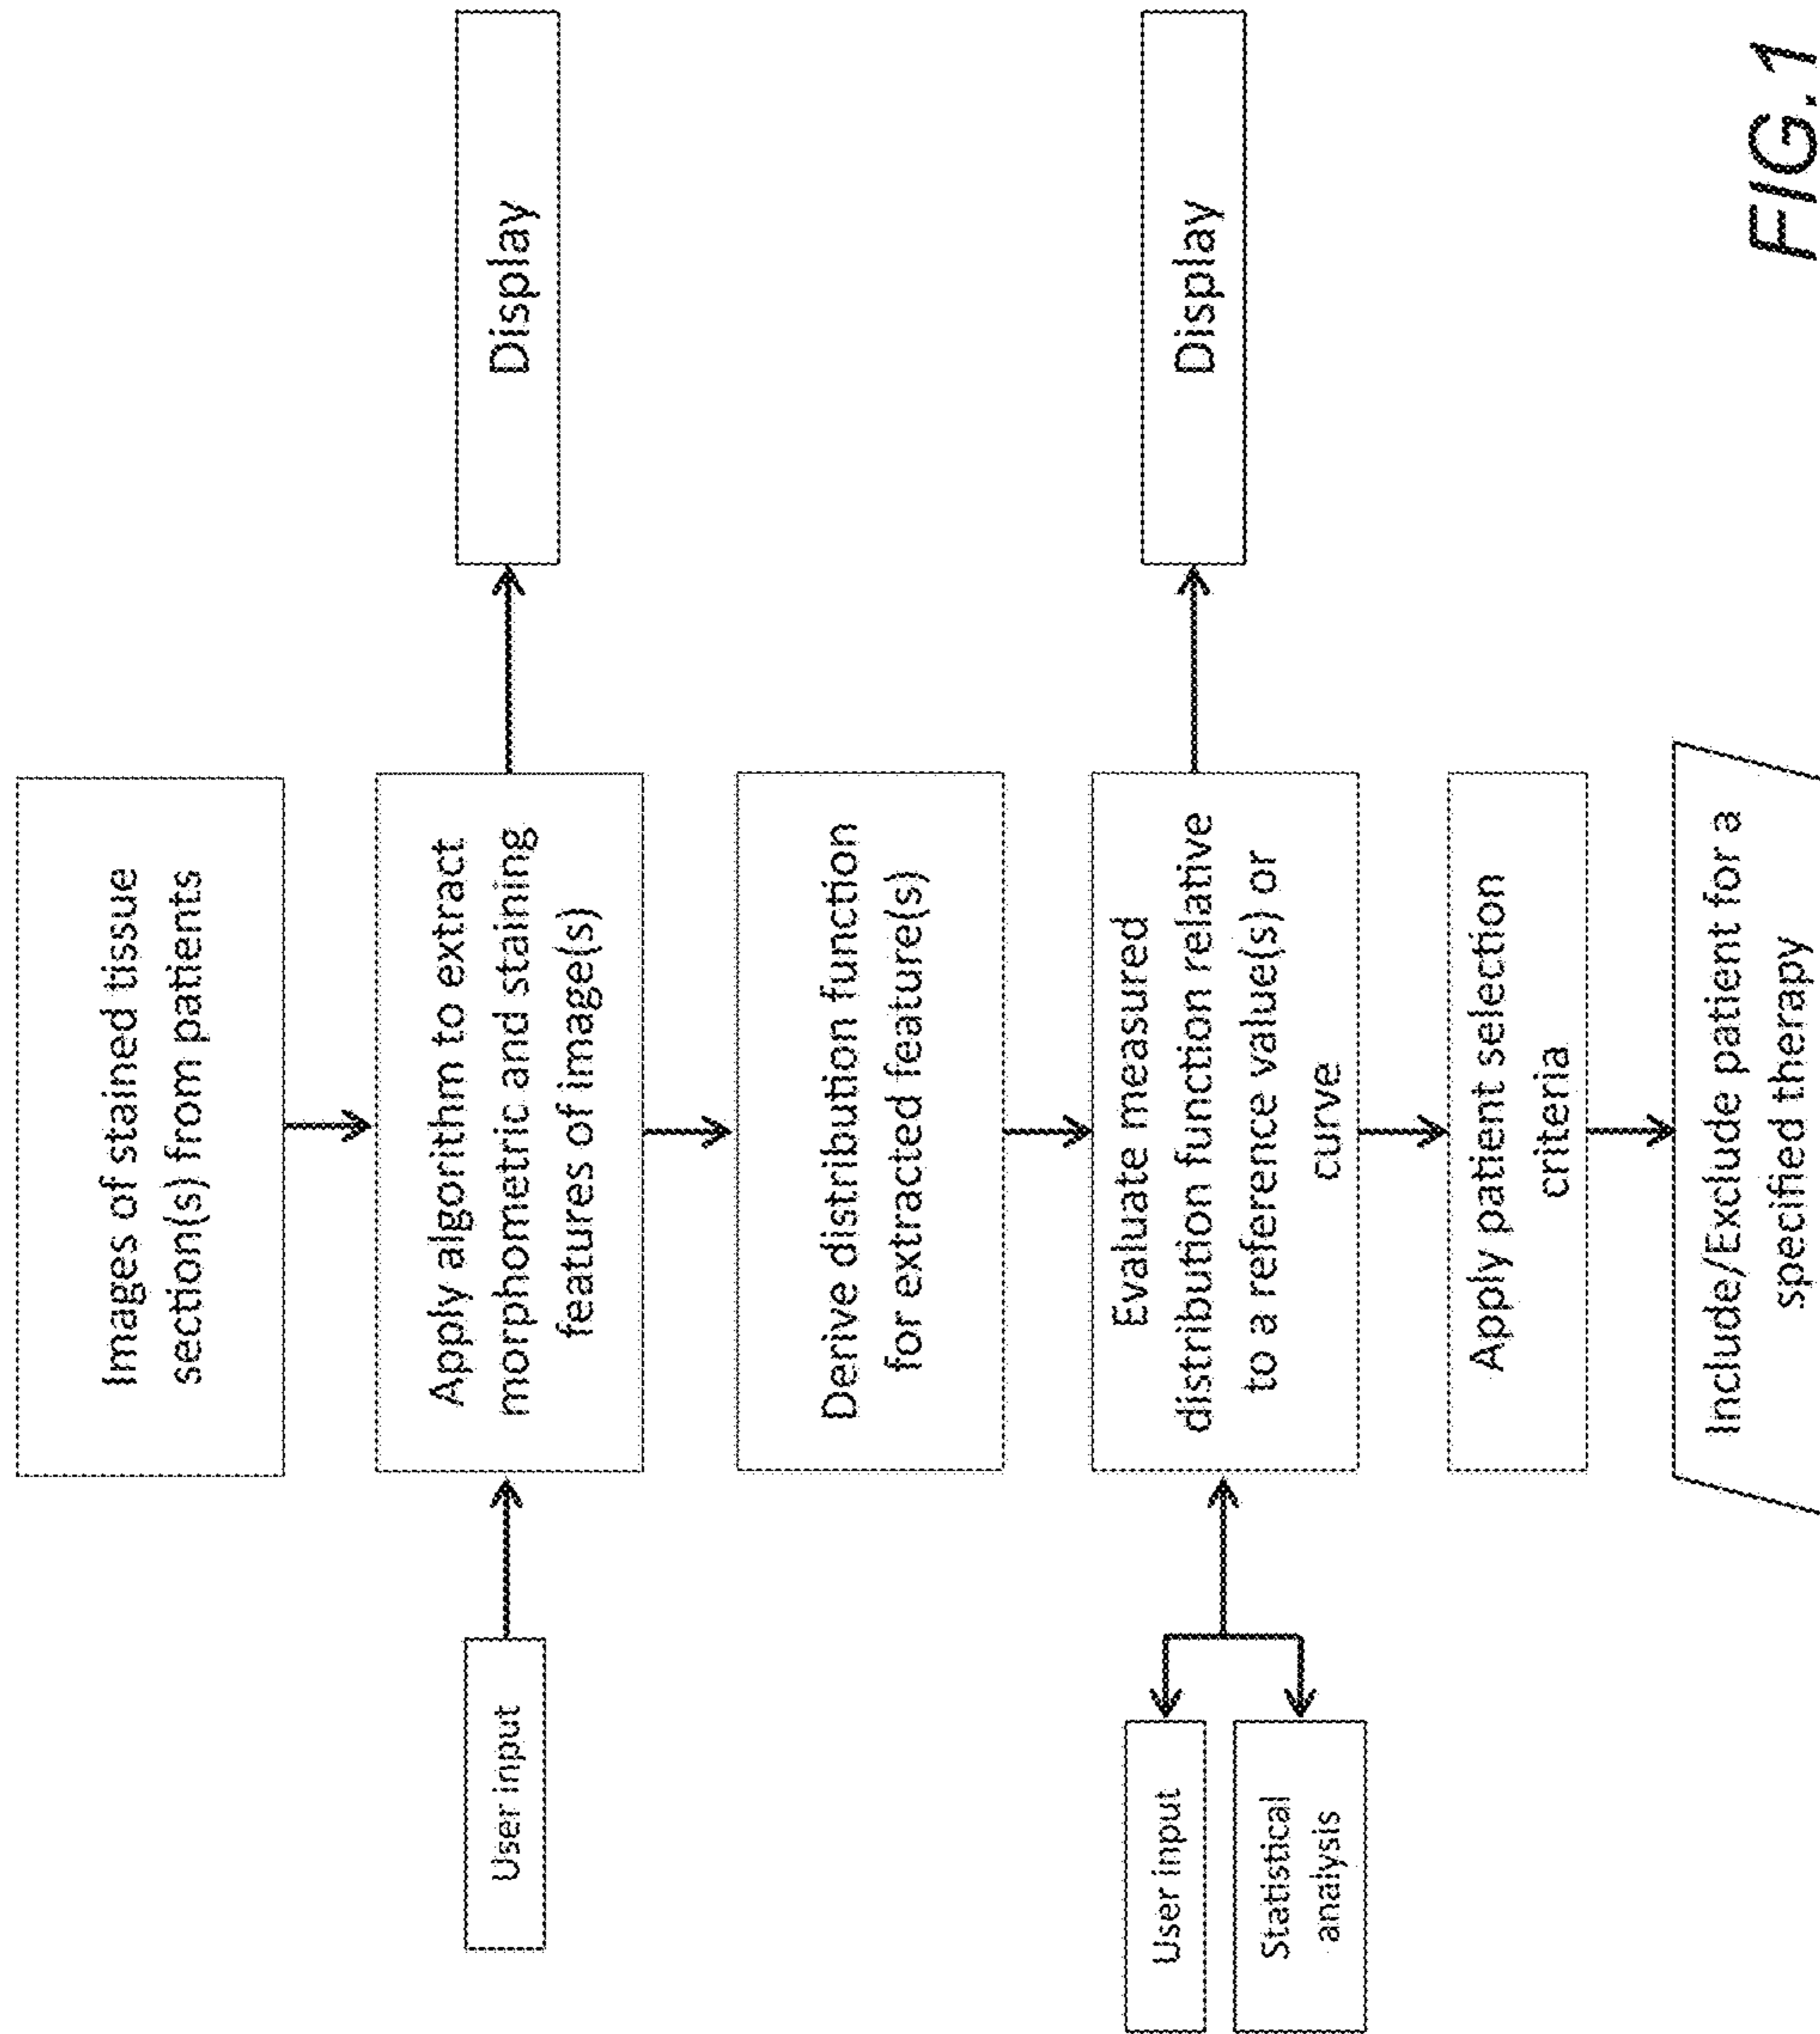 Images of stained tissue
section(s) from patients
User input
Apply algorithm to extract
morphometric and staining
features of image(s)
Display
Derive distribution function
for extracted feature(s)
User input
Statistical
analysis
Evaluate measured
distribution function relative
to a reference value(s) or
curve
Display
Apply patient selection
criteria
Include/Exclude patient for a
specified therapy
FIG. 1